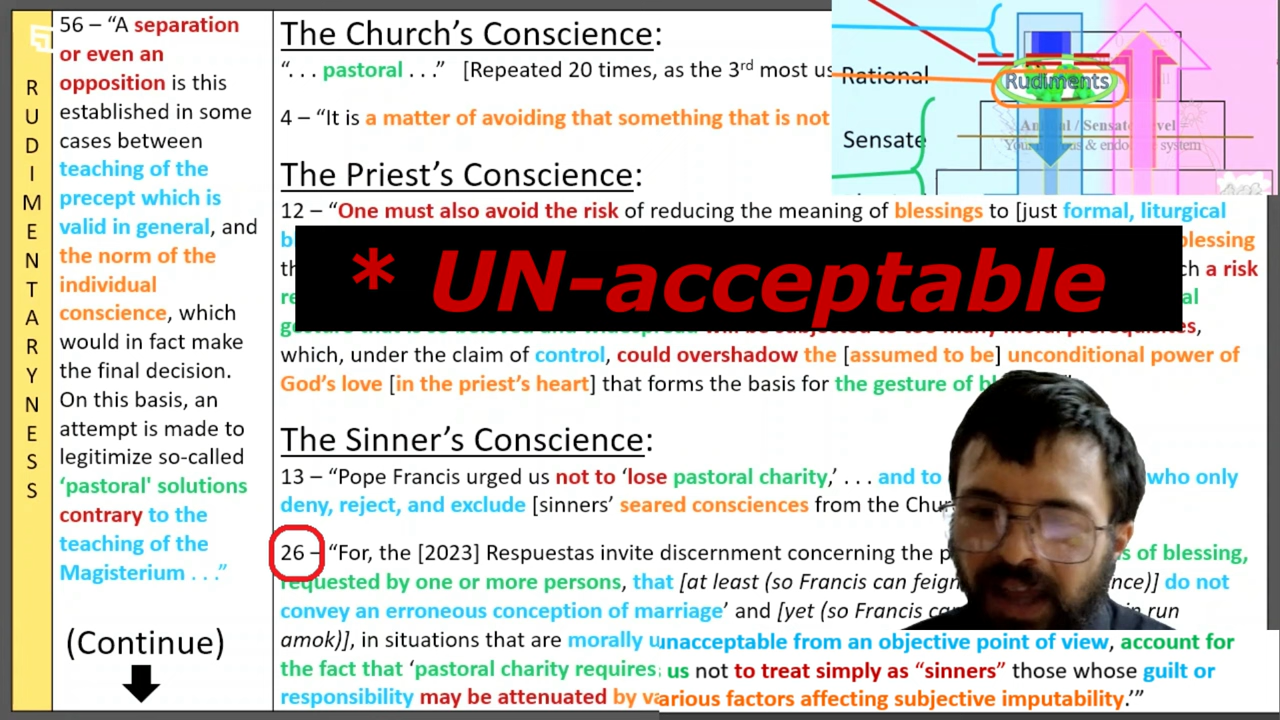 RUDIMENTARYNESS
56 – “A separation
or even an
opposition is this
established in some
cases between
teaching of the
precept which is
valid in general, and
the norm of the
individual
conscience, which
would in fact make
the final decision.
On this basis, an
attempt is made to
legitimize so-called
‘pastoral' solutions
contrary to the
teaching of the
Magisterium . . .”
(Continue)
The Church’s Conscience:
“. . . pastoral . . .” [Repeated 20 times, as the 3rd most
4 – “It is a matter of avoiding that something that is not
The Priest’s Conscience:
12 – “One must also avoid the risk of reducing the meaning of blessings to [just formal, liturgical
blessing
a risk
* UN-acceptable
which, under the claim of control, could overshadow the [assumed to be] unconditional power of
God’s love [in the priest’s heart] that forms the basis for the gesture of
The Sinner’s Conscience:
13 – “Pope Francis urged us not to ‘lose pastoral charity,’ . . . and to who only
deny, reject, and exclude [sinners’ seared consciences from the
26 – “For, the [2023] Respuestas invite discernment concerning the of blessing,
requested by one or more persons, that [at least (so Francis can do not
convey an erroneous conception of marriage’ and [yet (so Francis run
amok)], in situations that are morally unacceptable from an objective point of view, account for
the fact that ‘pastoral charity requires us not to treat simply as “sinners” those whose guilt or
responsibility may be attenuated by various factors affecting subjective imputability.’”
Rational
Rudiments
Sensate